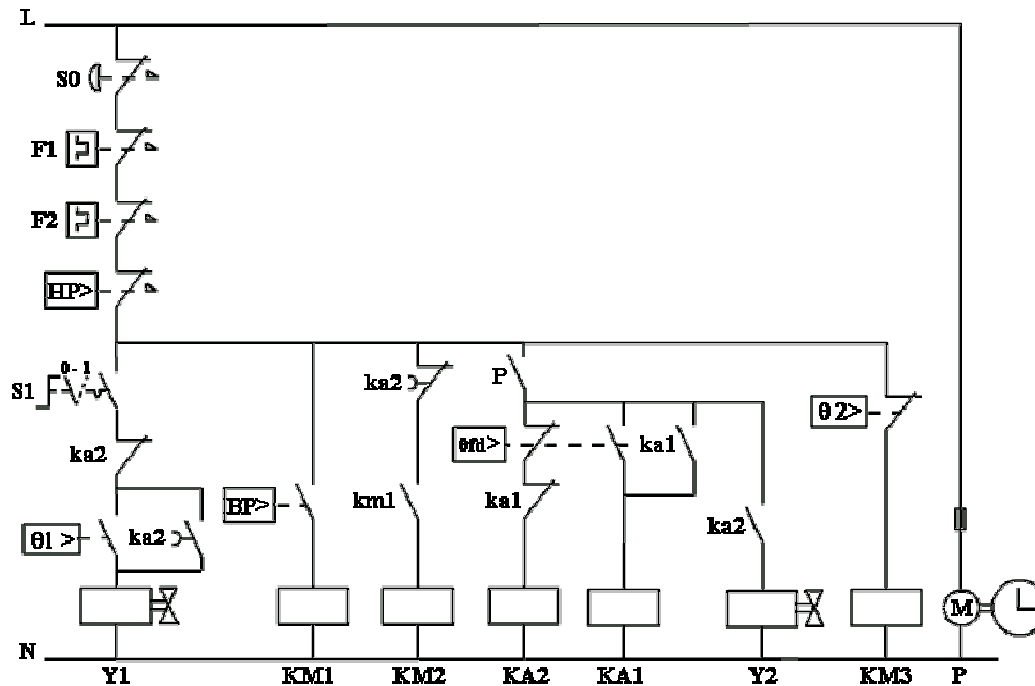 L
S0
F1
F2
HP>
0 - 1
S1
ka2
P
θ2>
ka2
θfd>
ka1
BP>
km1
ka1
ka2
θ1 >
ka2
M
N
Y1 KM1 KM2 KA2 KA1 Y2 KM3 P